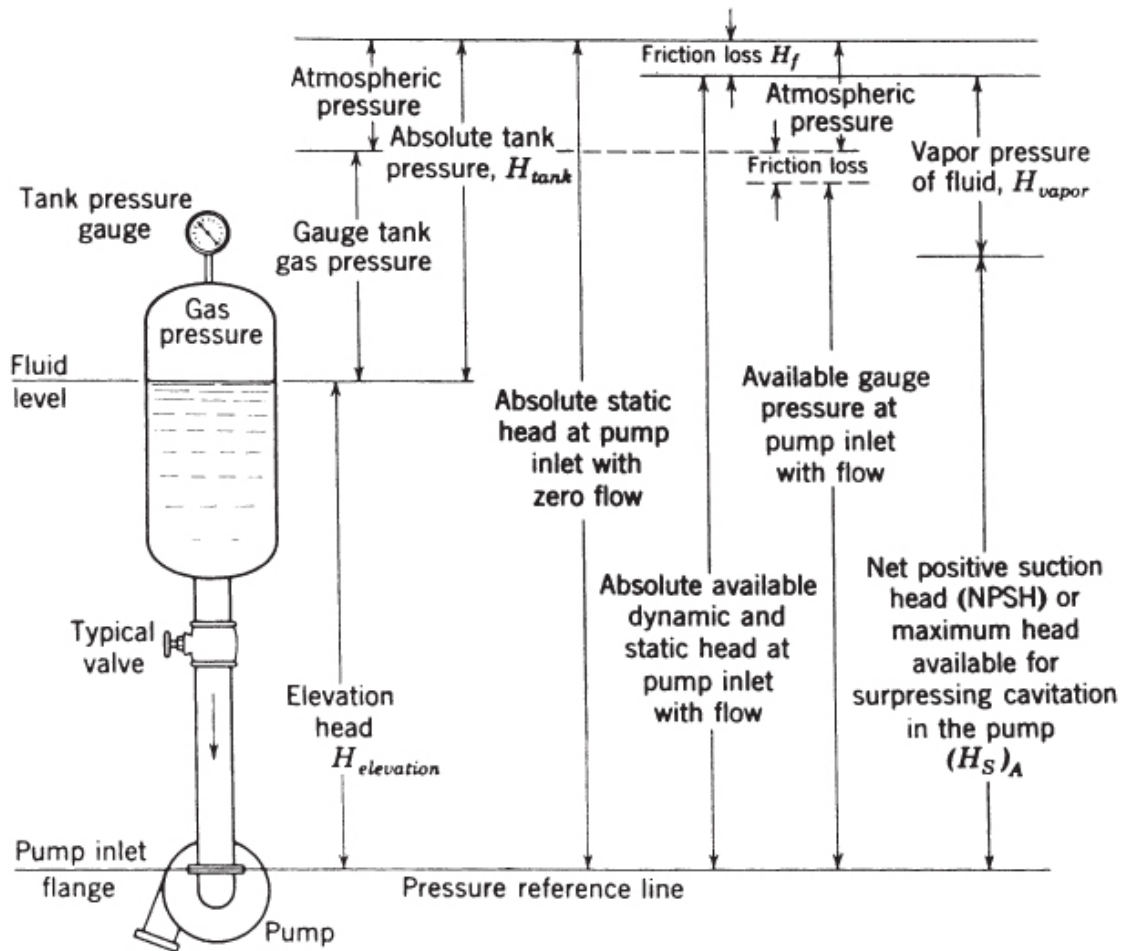 Friction loss H_f
Atmospheric
pressure
Atmospheric
pressure
Absolute tank
pressure, H_tank
Friction loss
Vapor pressure
of fluid, H_vapor
Tank pressure
gauge
Gauge tank
gas pressure
Gas
pressure
Fluid
level
Absolute static
head at pump
inlet with
zero flow
Available gauge
pressure at
pump inlet
with flow
Absolute available
dynamic and
static head at
pump inlet
with flow
Net positive suction
head (NPSH) or
maximum head
available for
surpressing cavitation
in the pump
(H_S)_A
Typical
valve
Elevation
head
H_elevation
Pump inlet
flange
Pressure reference line
Pump